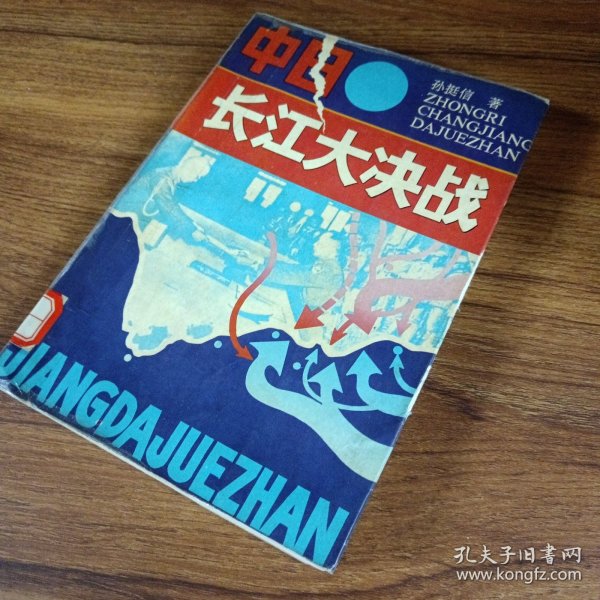 中日
孙挺信 著
ZHONGRI
CHANGJIANG
DAJUEZHAN
长江大决战
JIANGDAJUEZHAN
孔夫子旧书网
www.kongfz.com